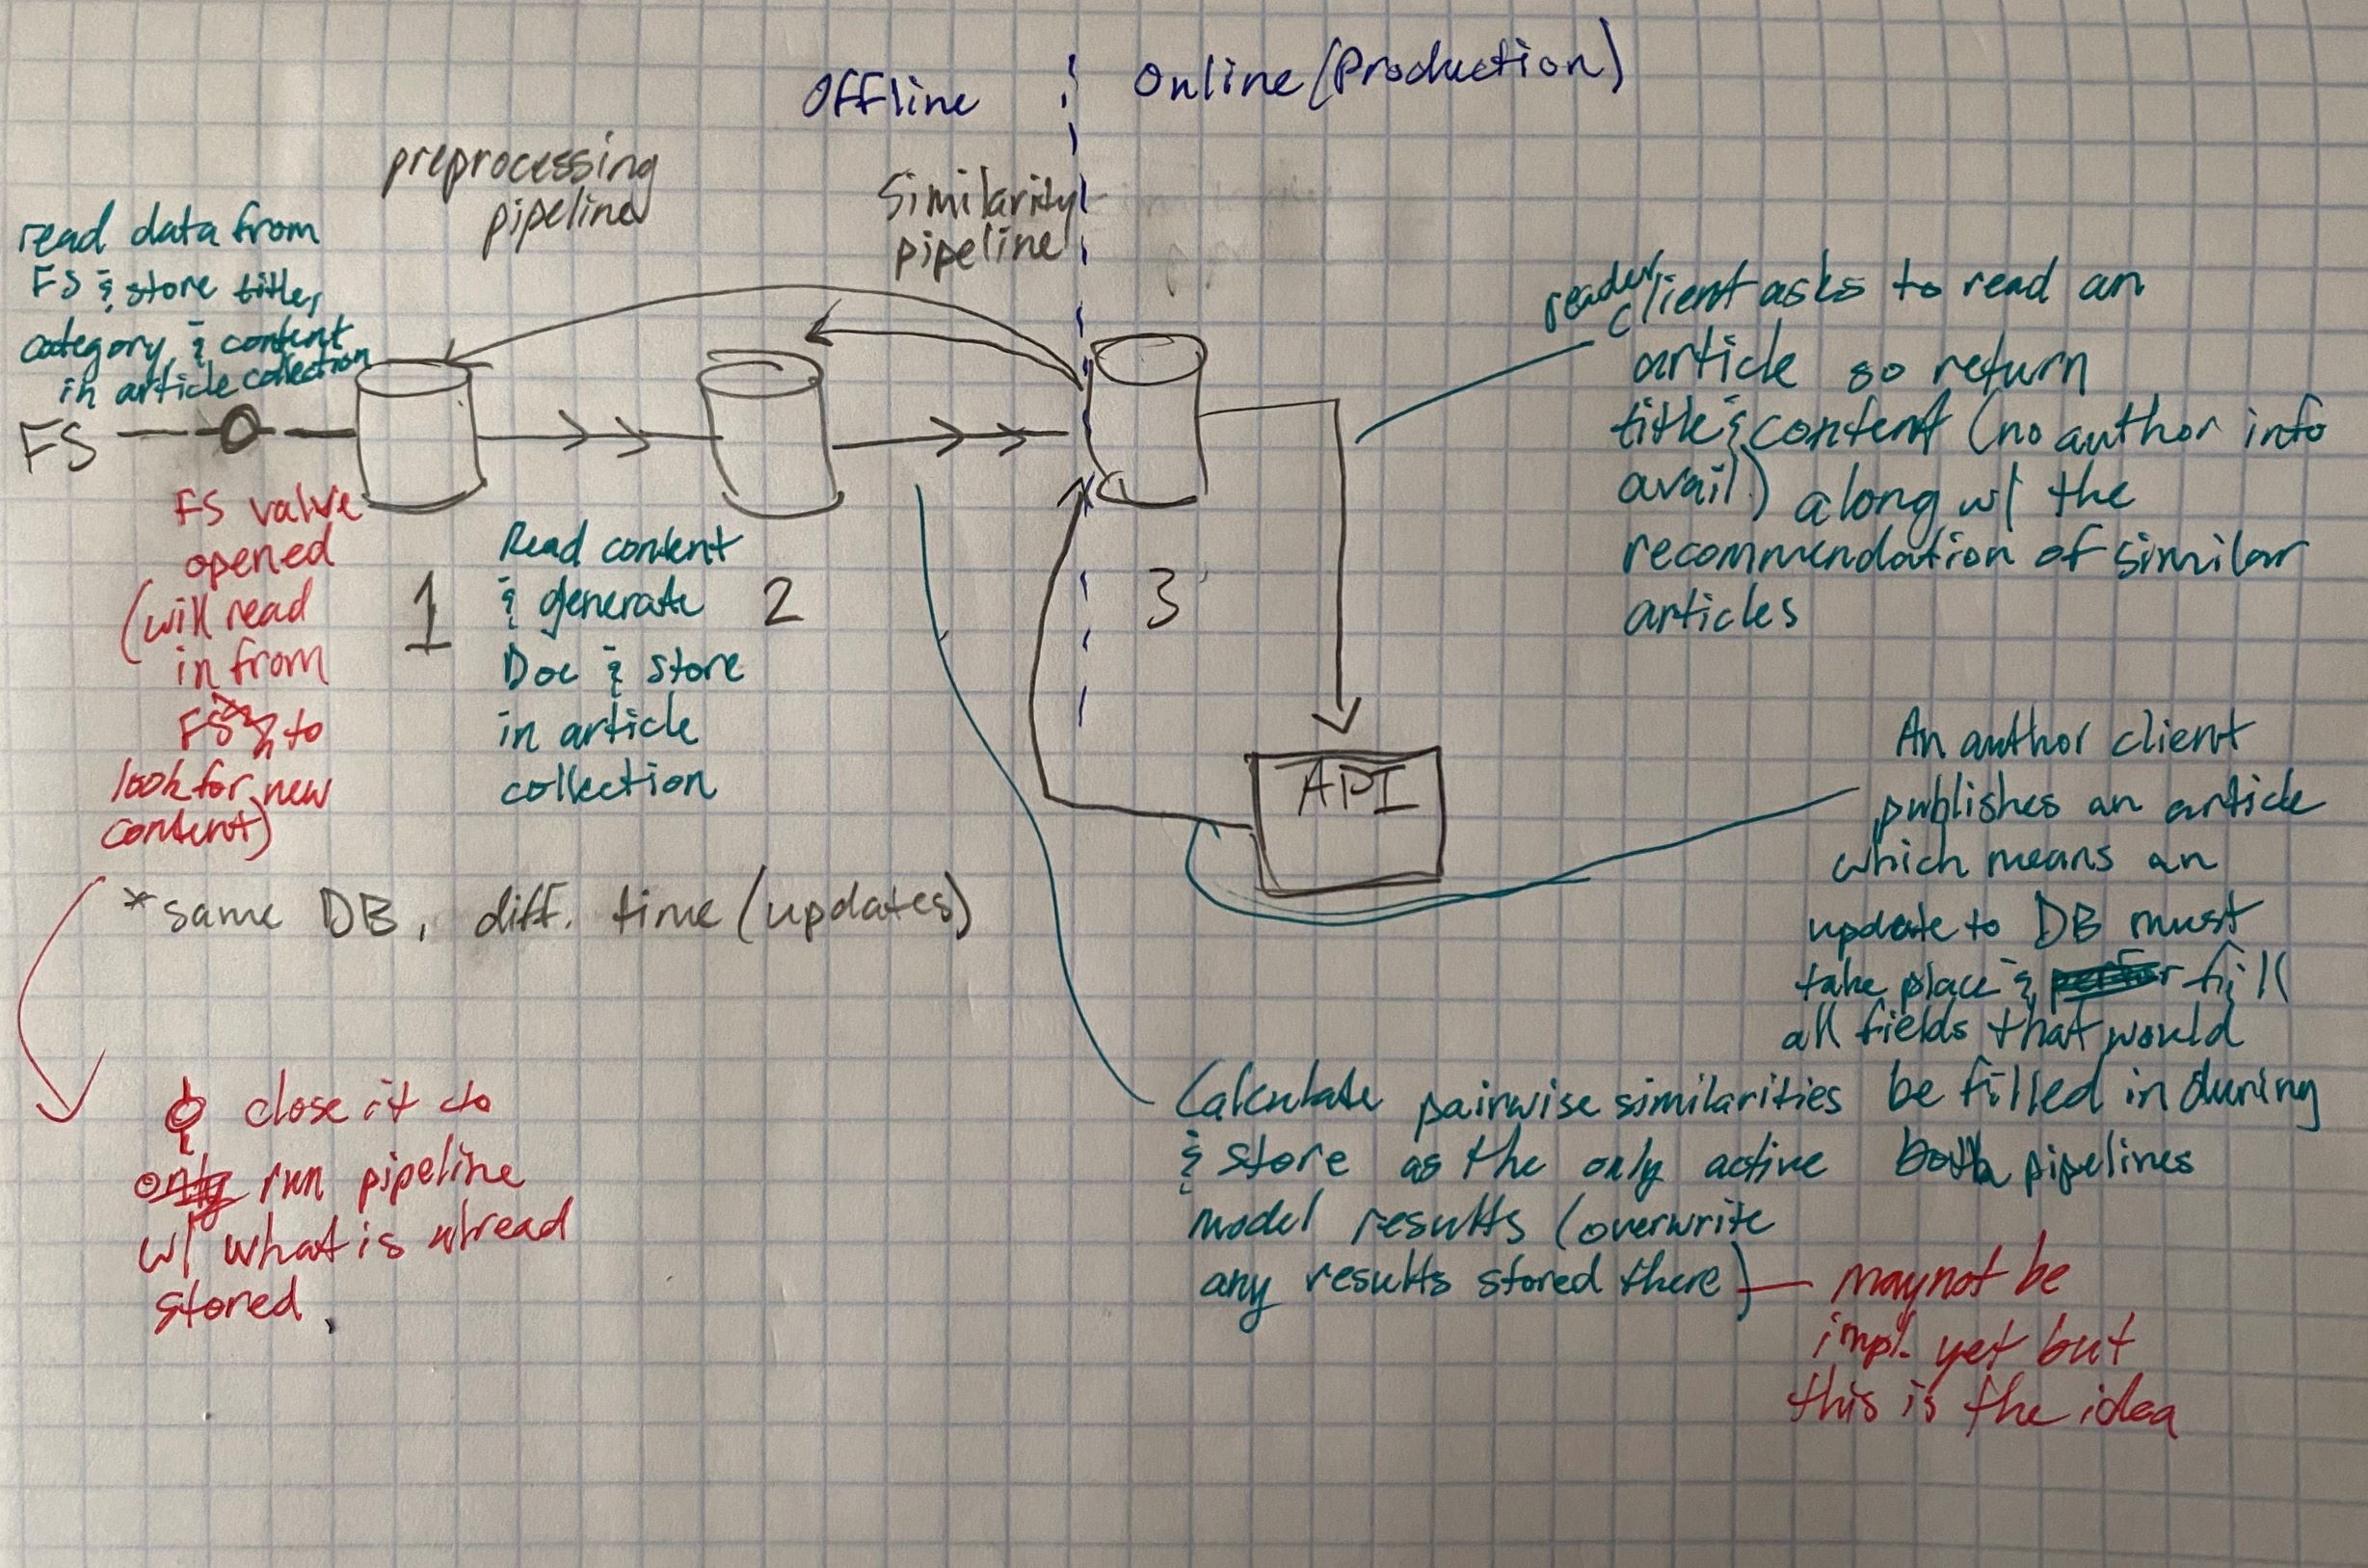 Offline
Online (Production)
preprocessing
pipeline
Similarity
pipeline
read data from
FS & store title,
category, & content
in article collection
FS
FS valve
opened
(will read
in from
FS to
look for new
content)
1
Read content
& generate
Doc & store
in article
collection
2
3
API
reader
client asks to read an
article so return
title & content (no author info
avail.) along w/ the
recommendation of similar
articles
An author client
publishes an article
which means an
update to DB must
take place & fill
all fields that would
be filled in during
both pipelines
*same DB, diff. time (updates)
close it to
only run pipeline
w/ what is alread
stored.
Calculate pairwise similarities
& store as the only active
model results (overwrite
any results stored there)
may not be
impl. yet but
this is the idea